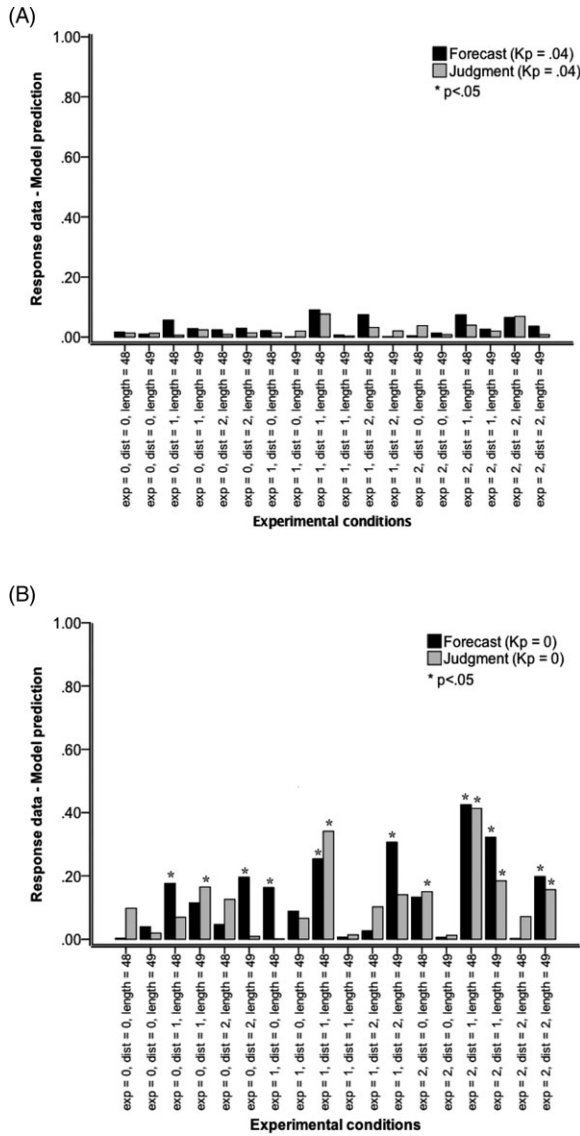 (A)
1.00
.80
.60
.40
.20
.00
Response data - Model prediction
Forecast (Kp = .04)
Judgment (Kp = .04)
* p<.05
exp = 0, dist = 0, length = 48
exp = 0, dist = 0, length = 49
exp = 0, dist = 1, length = 48
exp = 0, dist = 1, length = 49
exp = 0, dist = 2, length = 48
exp = 0, dist = 2, length = 49
exp = 1, dist = 0, length = 48
exp = 1, dist = 0, length = 49
exp = 1, dist = 1, length = 48
exp = 1, dist = 1, length = 49
exp = 1, dist = 2, length = 48
exp = 1, dist = 2, length = 49
exp = 2, dist = 0, length = 48
exp = 2, dist = 0, length = 49
exp = 2, dist = 1, length = 48
exp = 2, dist = 1, length = 49
exp = 2, dist = 2, length = 48
exp = 2, dist = 2, length = 49
Experimental conditions
(B)
1.00
.80
.60
.40
.20
.00
Response data - Model prediction
Forecast (Kp = 0)
Judgment (Kp = 0)
* p<.05
* * * * * * * * * * * * * *
exp = 0, dist = 0, length = 48
exp = 0, dist = 0, length = 49
exp = 0, dist = 1, length = 48
exp = 0, dist = 1, length = 49
exp = 0, dist = 2, length = 48
exp = 0, dist = 2, length = 49
exp = 1, dist = 0, length = 48
exp = 1, dist = 0, length = 49
exp = 1, dist = 1, length = 48
exp = 1, dist = 1, length = 49
exp = 1, dist = 2, length = 48
exp = 1, dist = 2, length = 49
exp = 2, dist = 0, length = 48
exp = 2, dist = 0, length = 49
exp = 2, dist = 1, length = 48
exp = 2, dist = 1, length = 49
exp = 2, dist = 2, length = 48
exp = 2, dist = 2, length = 49
Experimental conditions